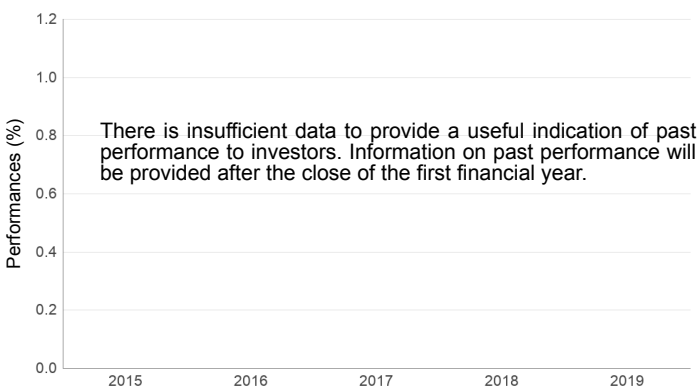 1.2
1.0
0.8
0.6
0.4
0.2
0.0
Performances (%)
There is insufficient data to provide a useful indication of past
performance to investors. Information on past performance will
be provided after the close of the first financial year.
2015 2016 2017 2018 2019